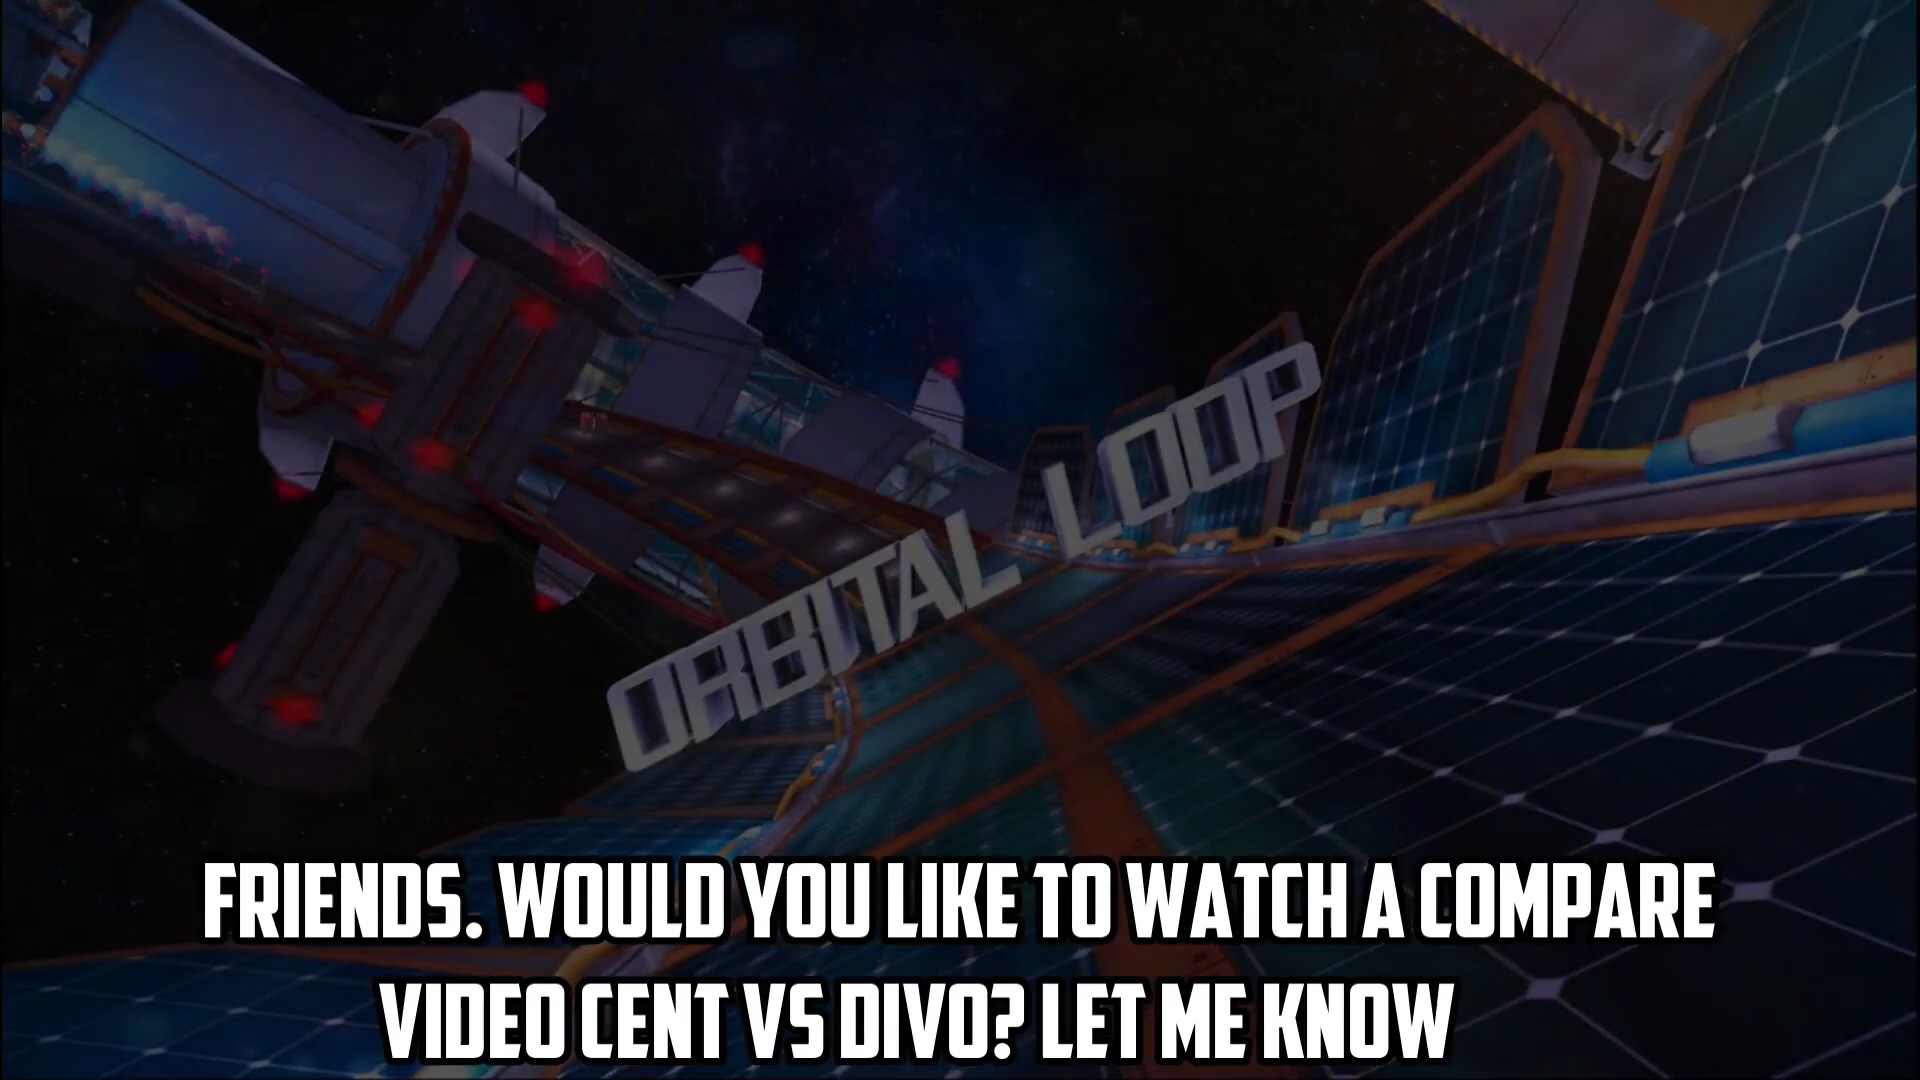 ORBITAL LOOP
FRIENDS. WOULD YOU LIKE TO WATCH A COMPARE
VIDEO CENT VS DIVO? LET ME KNOW